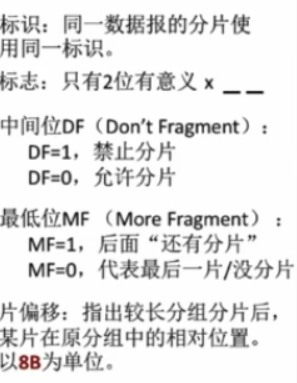 标识：同一数据报的分片使
用同一标识。
标志：只有2位有意义 x _ _
中间位DF（Don't Fragment）：
DF=1，禁止分片
DF=0，允许分片
最低位MF （More Fragment）：
MF=1，后面“还有分片”
MF=0，代表最后一片/没分片
片偏移：指出较长分组分片后，
某片在原分组中的相对位置。
以8B为单位。